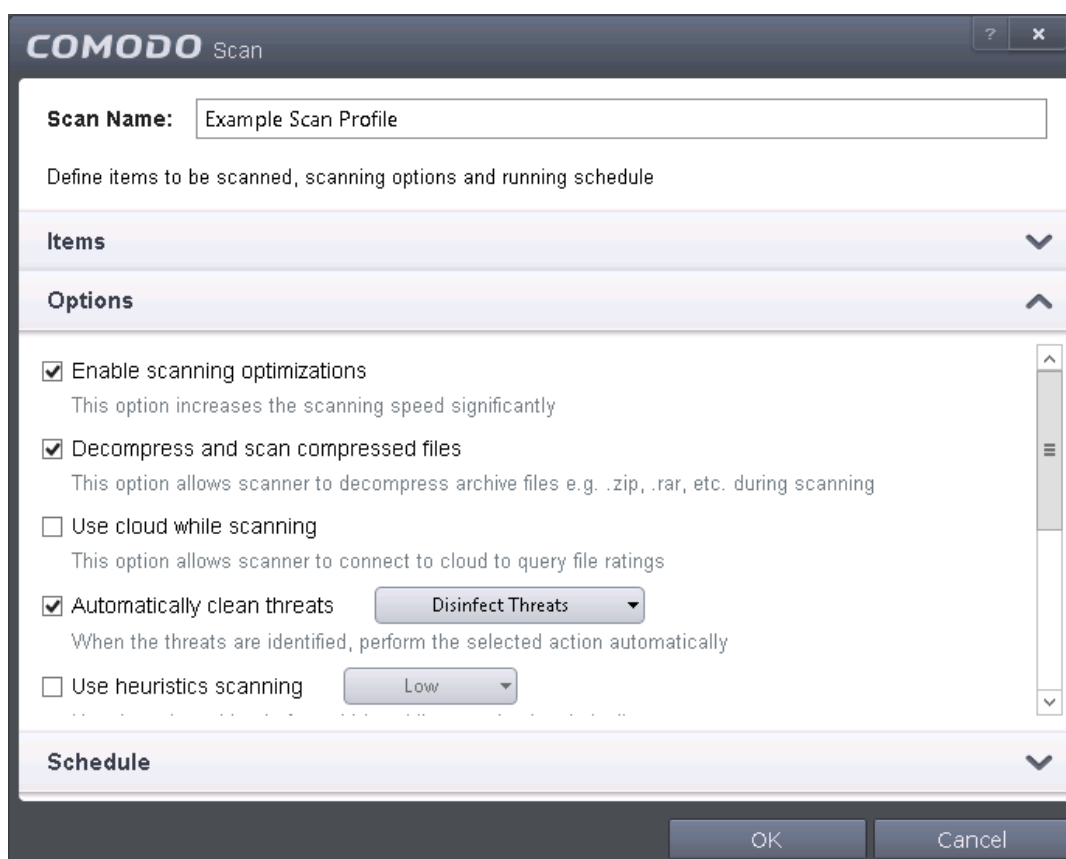 COMODO Scan
? x
Scan Name: Example Scan Profile
Define items to be scanned, scanning options and running schedule
Items
Options
Enable scanning optimizations
This option increases the scanning speed significantly
Decompress and scan compressed files
This option allows scanner to decompress archive files e.g. .zip, .rar, etc. during scanning
Use cloud while scanning
This option allows scanner to connect to cloud to query file ratings
Automatically clean threats Disinfect Threats
When the threats are identified, perform the selected action automatically
Use heuristics scanning Low
Schedule
OK Cancel